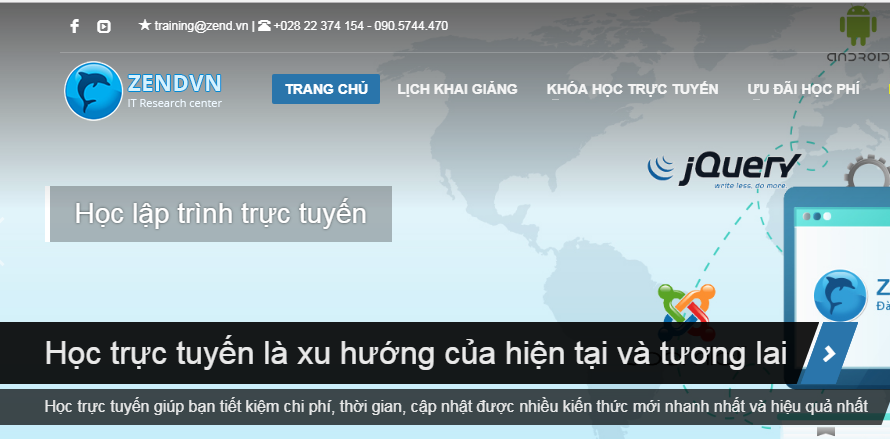 training@zend.vn | +028 22 374 154 - 090.5744.470
ANDROID
ZENDVN
IT Research center
TRANG CHỦ LỊCH KHAI GIẢNG KHÓA HỌC TRỰC TUYẾN ƯU ĐÃI HỌC PHÍ
jQuery
write less, do more.
Học lập trình trực tuyến
Học trực tuyến là xu hướng của hiện tại và tương lai
Học trực tuyến giúp bạn tiết kiệm chi phí, thời gian, cập nhật được nhiều kiến thức mới nhanh nhất và hiệu quả nhất